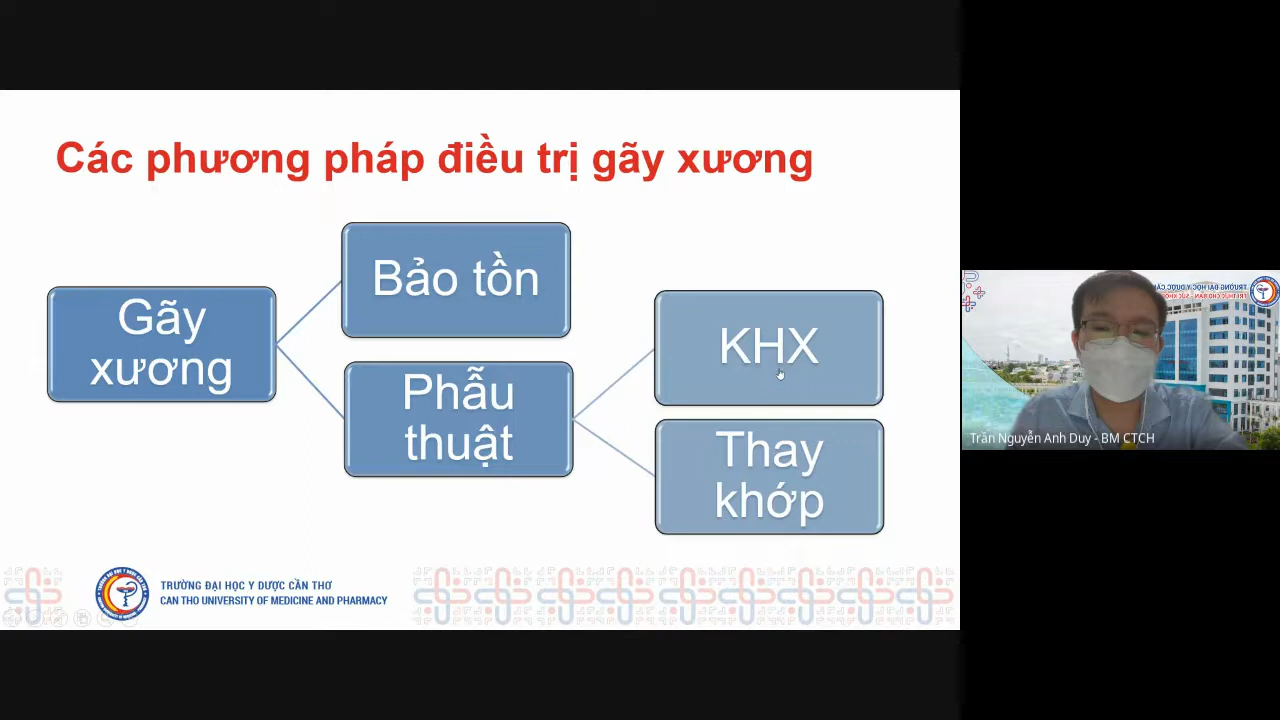 Các phương pháp điều trị gãy xương
Bảo tồn
Gãy
xương
KHX
Phẫu
thuật
Thay
khớp
TRƯỜNG ĐẠI HỌC Y DƯỢC CẦN THƠ
CAN THO UNIVERSITY OF MEDICINE AND PHARMACY
Trần Nguyễn Anh Duy - BM CTCH